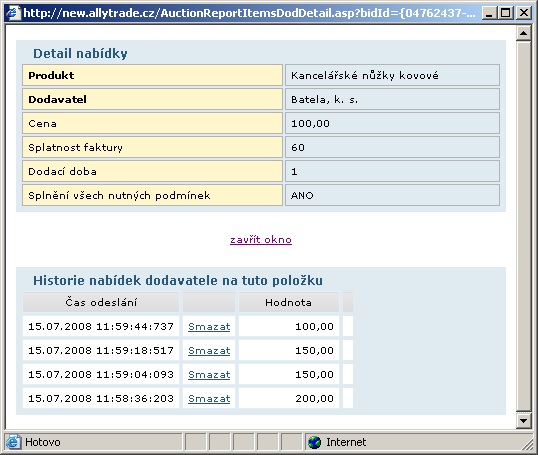 http://new.allytrade.cz/AuctionReportItemsDodDetail.asp?bidId={04762437-...
Detail nabídky
Produkt Kancelářské nůžky kovové
Dodavatel Batela, k. s.
Cena 100,00
Splatnost faktury 60
Dodací doba 1
Splnění všech nutných podmínek ANO
zavřít okno
Historie nabídek dodavatele na tuto položku
Čas odeslání Hodnota
15.07.2008 11:59:44:737 Smazat 100,00
15.07.2008 11:59:18:517 Smazat 150,00
15.07.2008 11:59:04:093 Smazat 150,00
15.07.2008 11:58:36:203 Smazat 200,00
Hotovo Internet